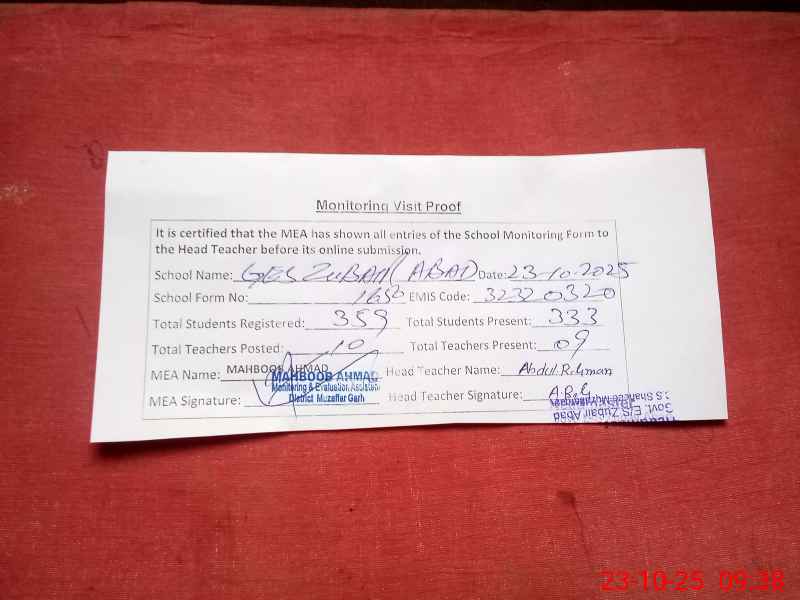 Monitoring Visit Proof
It is certified that the MEA has shown all entries of the School Monitoring Form to
the Head Teacher before its online submission.
School Name: GES ZUBAIR ABAD Date: 23-10-2025
School Form No: EMIS Code: 32320320
Total Students Registered: 359 Total Students Present: 333
Total Teachers Posted: 10 Total Teachers Present: 09
MEA Name: MAHBOOB AHMAD Head Teacher Name: Abdul Rehman
MAHBOOB AHMAD
Monitoring & Evaluation Assistant
District Muzaffar Garh
MEA Signature: Head Teacher Signature:
Govt. E/S Zubair Abad
23-10-25 09:38